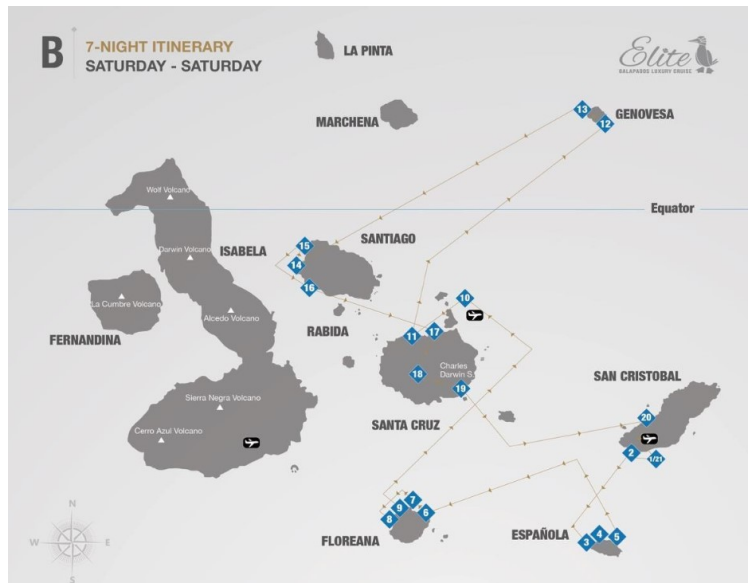 B
7-NIGHT ITINERARY
SATURDAY - SATURDAY
Elite
GALAPAGOS LUXURY CRUISE
LA PINTA
MARCHENA
13
12
GENOVESA
Wolf Volcano
Equator
Darwin Volcano
ISABELA
SANTIAGO
15
14
16
La Cumbre Volcano
FERNANDINA
Alcedo Volcano
RABIDA
10
11
17
18
Charles
Darwin S.
19
SANTA CRUZ
SAN CRISTOBAL
20
2
1/21
Sierra Negra Volcano
Cerro Azul Volcano
7
9
8
6
FLOREANA
ESPAÑOLA
3
4
5
N
W
E
S